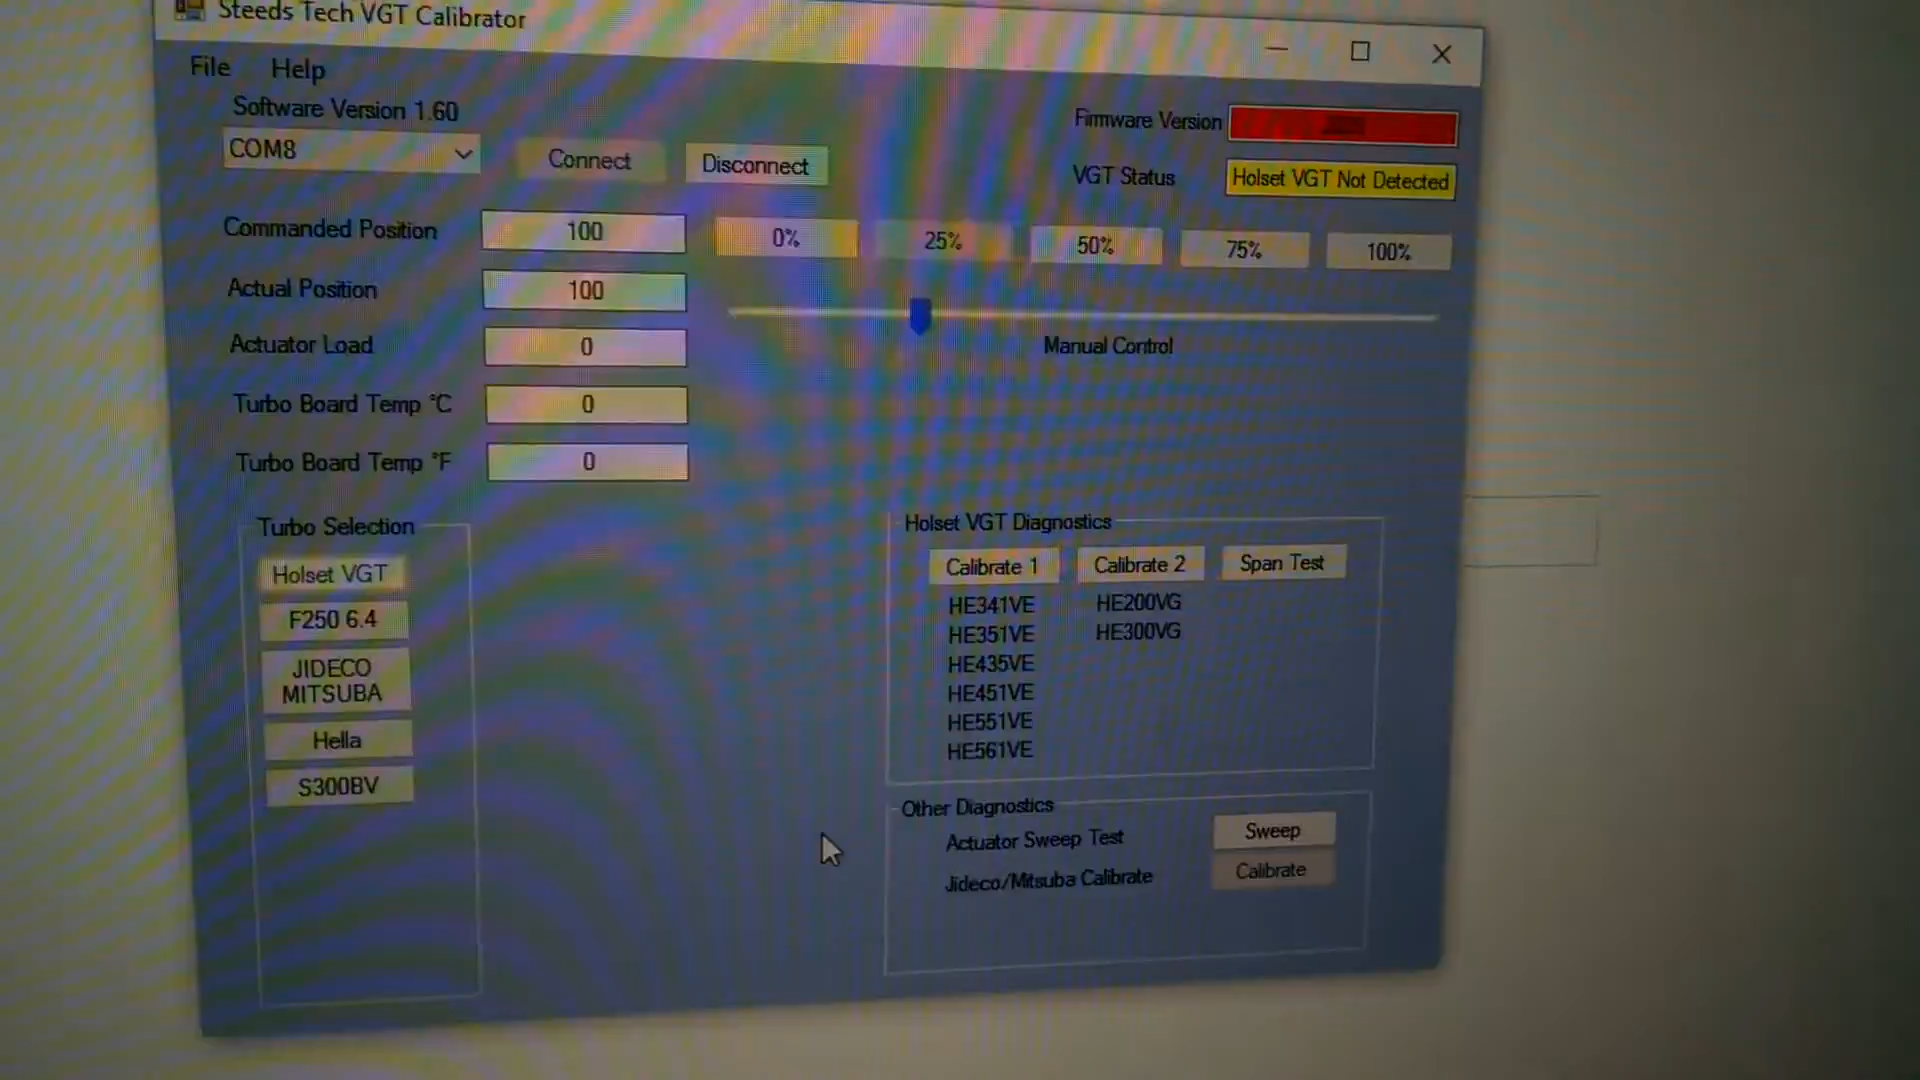 Steeds Tech VGT Calibrator
File Help
Software Version 1.60
COM8
Connect
Disconnect
Firmware Version
VGT Status
Holset VGT Not Detected
Commanded Position
100
0%
25%
50%
75%
100%
Actual Position
100
Manual Control
Actuator Load
0
Turbo Board Temp °C
0
Turbo Board Temp °F
0
Turbo Selection
Holset VGT
F250 6.4
JIDECO
MITSUBA
Hella
S300BV
Holset VGT Diagnostics
Calibrate 1
Calibrate 2
Span Test
HE341VE
HE351VE
HE435VE
HE451VE
HE551VE
HE561VE
HE200VG
HE300VG
Other Diagnostics
Actuator Sweep Test
Sweep
Jideco/Mitsuba Calibrate
Calibrate